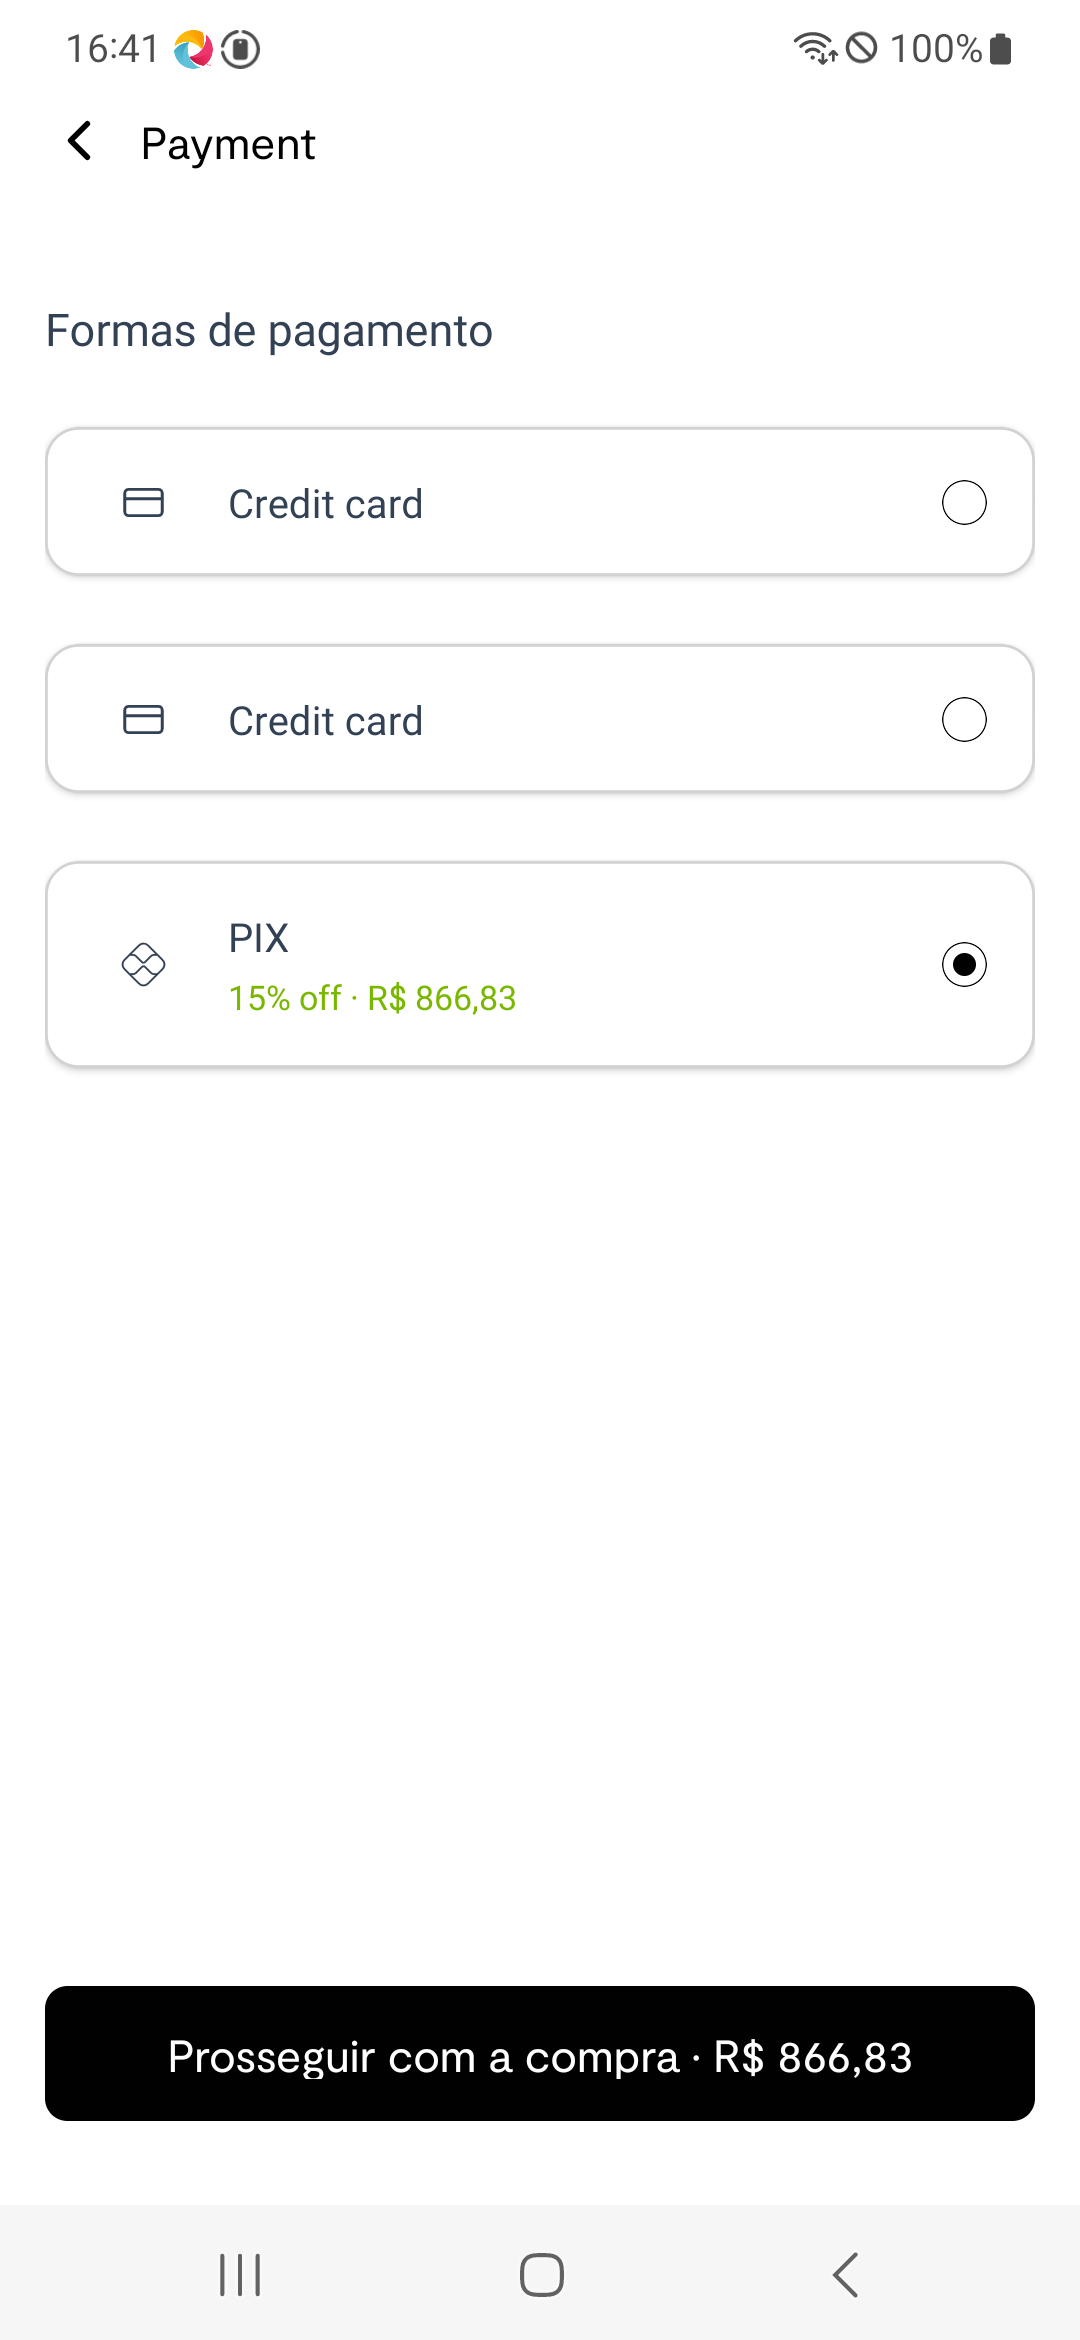 16:41
100%
Payment
Formas de pagamento
Credit card
Credit card
PIX
15% off · R$ 866,83
Prosseguir com a compra · R$ 866,83